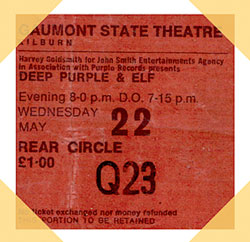 GAUMONT STATE THEATRE
KILBURN
Harvey Goldsmith for John Smith Entertainments Agency
in Association with Purple Records presents
DEEP PURPLE & ELF
Evening 8-0 p.m. D.O. 7-15 p.m.
WEDNESDAY
MAY 22
REAR CIRCLE
£1·00
Q23
ticket exchanged nor money refunded
PORTION TO BE RETAINED